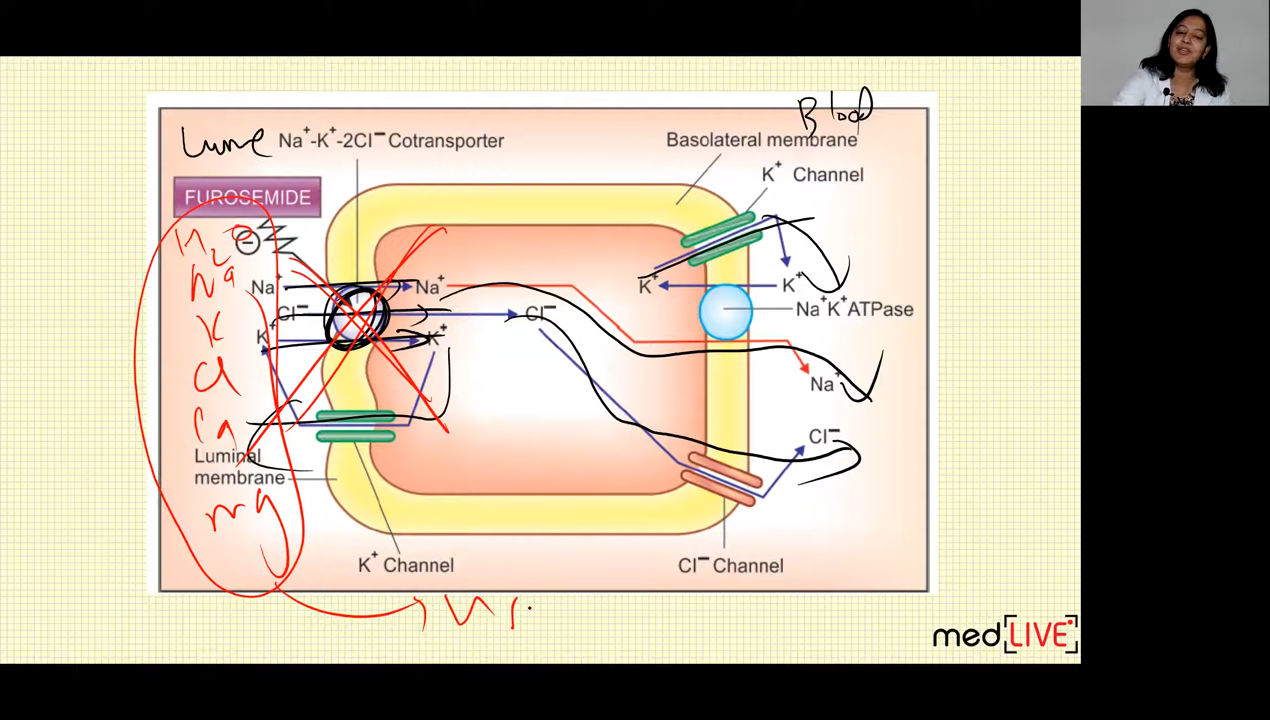 Blood
Lume
Na+-K+-2Cl− Cotransporter
Basolateral membrane
K+ Channel
FUROSEMIDE
H2O
−
Na
Na+
Na+
K+
K+
Cl−
Cl−
Na+K+ATPase
K
K+
K+
Cl
Na+
Ca
Cl−
Luminal
membrane
mg
K+ Channel
Cl− Channel
Ur
med[LIVE]